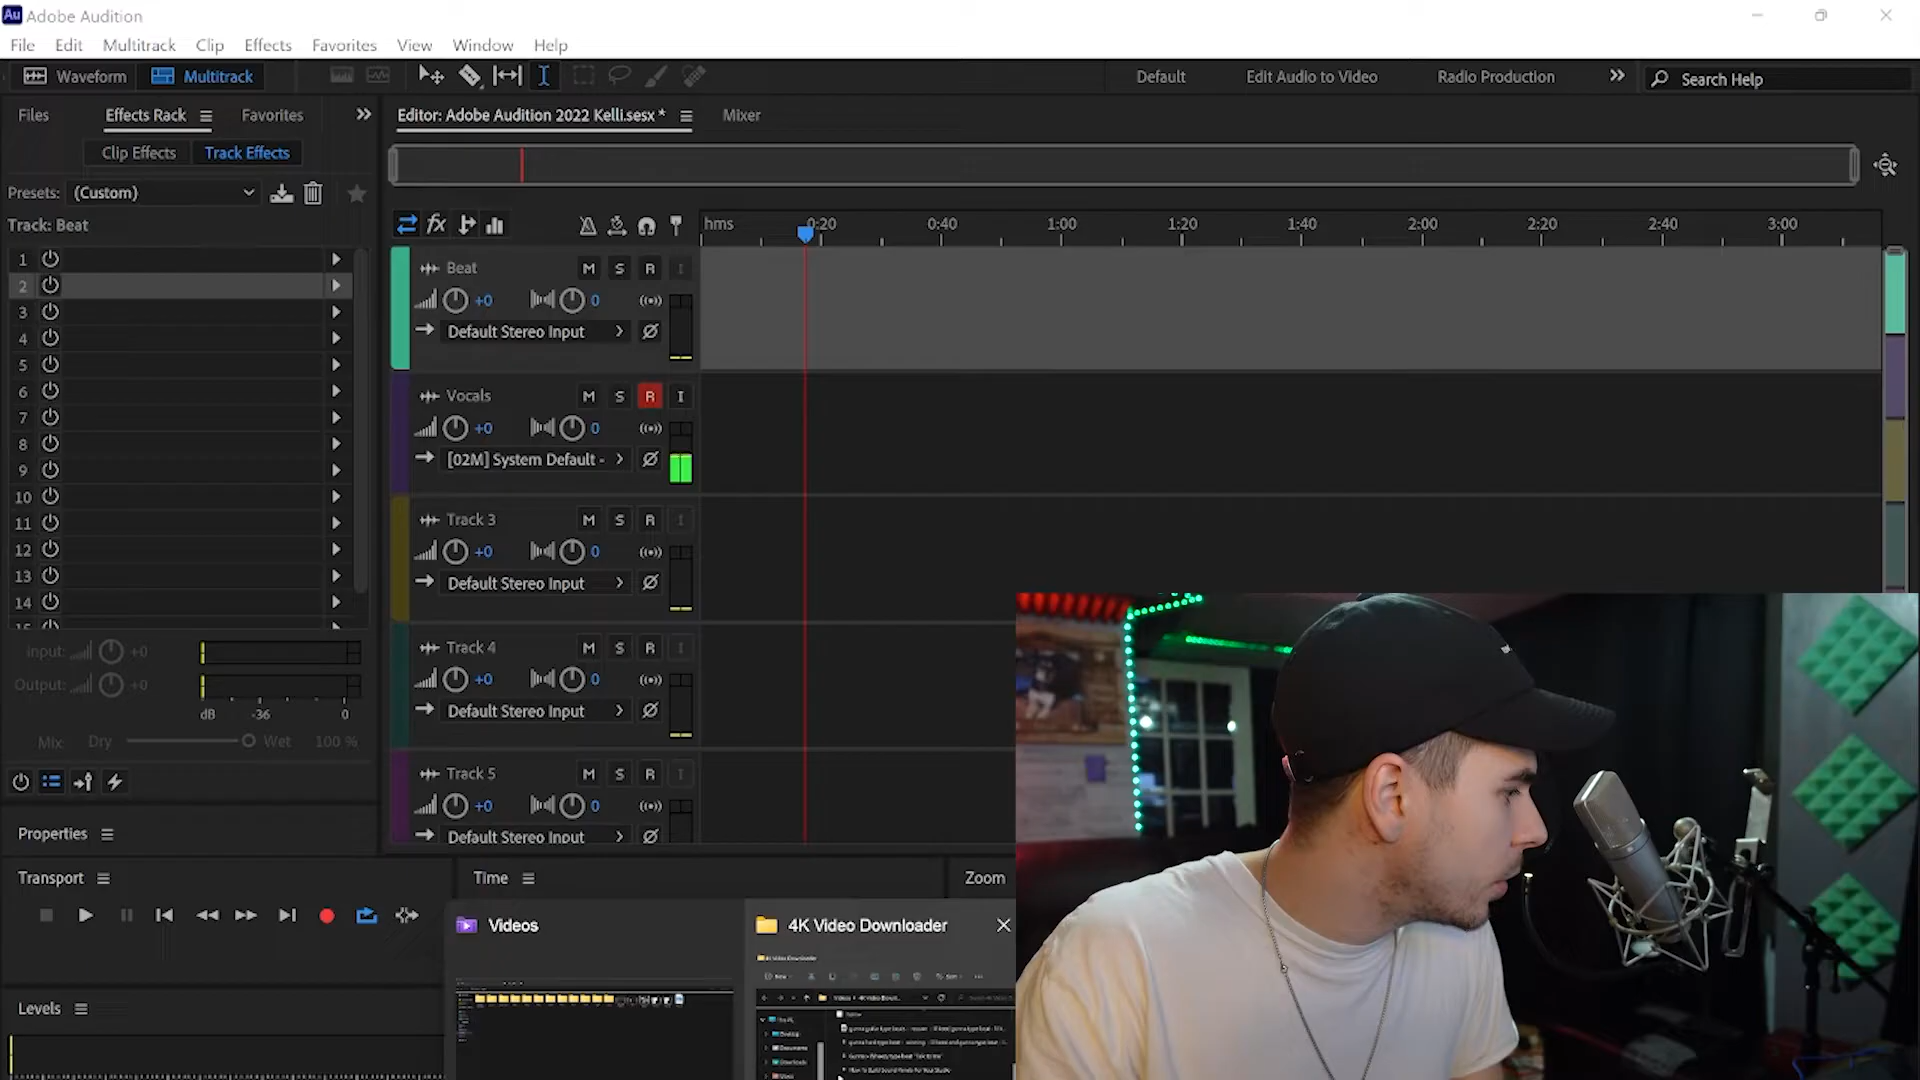 Au Adobe Audition
File Edit Multitrack Clip Effects Favorites View Window Help
Waveform Multitrack Default Edit Audio to Video Radio Production Search Help
Files Effects Rack Favorites Editor: Adobe Audition 2022 Kelli.sesx * Mixer
Clip Effects Track Effects
Presets: (Custom)
Track: Beat
hms 0:20 0:40 1:00 1:20 1:40 2:00 2:20 2:40 3:00
1
2
3
4
5
6
7
8
9
10
11
12
13
14
15
Input: +0
Output: +0
dB -36 0
Mix: Dry Wet 100 %
Beat M S R I
+0 0
Default Stereo Input
Vocals M S R I
+0 0
[02M] System Default -
Track 3 M S R I
+0 0
Default Stereo Input
Track 4 M S R I
+0 0
Default Stereo Input
Track 5 M S R I
+0 0
Default Stereo Input
Properties
Transport Time Zoom
Videos 4K Video Downloader
Levels